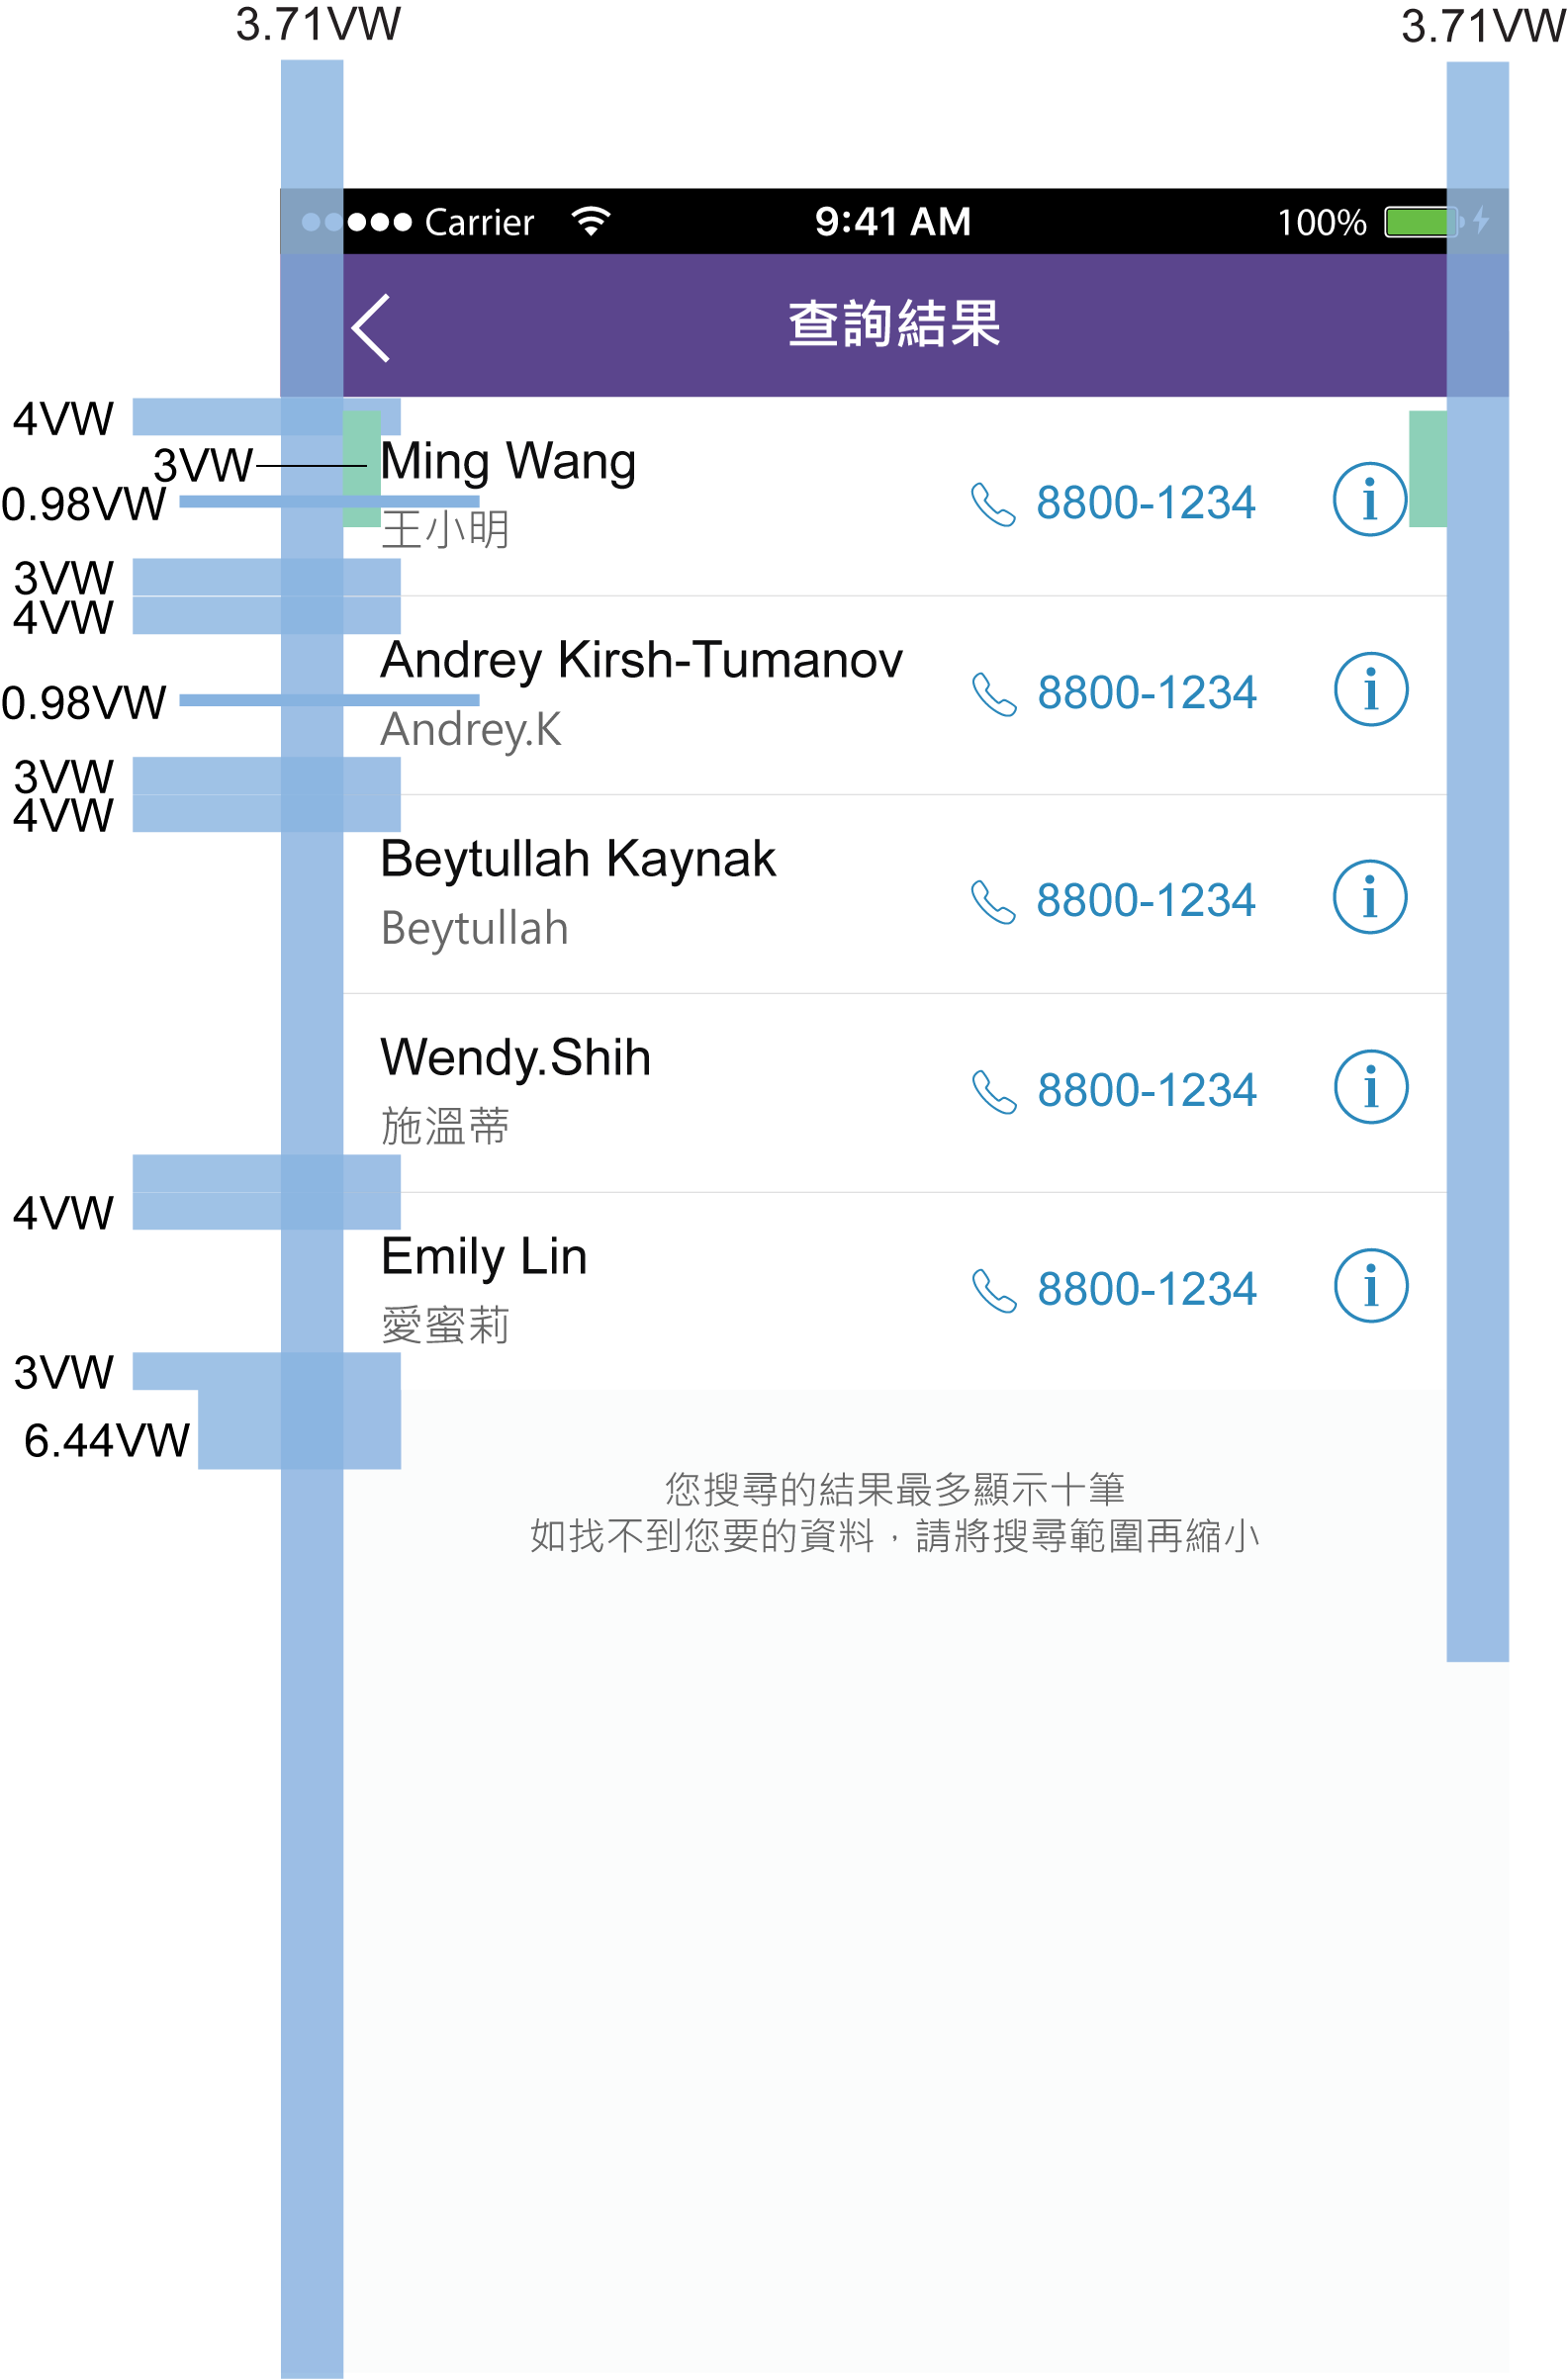 3.71VW 3.71VW
Carrier 9:41 AM 100%
查詢結果
4VW
Ming Wang
3VW
0.98VW
8800-1234
王小明
3VW
4VW
Andrey Kirsh-Tumanov
8800-1234
0.98VW
Andrey.K
3VW
4VW
Beytullah Kaynak
8800-1234
Beytullah
Wendy.Shih
8800-1234
施溫蒂
4VW
Emily Lin
8800-1234
愛蜜莉
3VW
6.44VW
您搜尋的結果最多顯示十筆
如找不到您要的資料，請將搜尋範圍再縮小